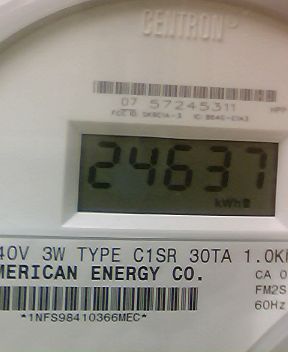 CENTRON
07 57245311
24637
kWh
40V 3W TYPE C1SR 30TA 1.0K
MERICAN ENERGY CO.
CA 0
FM2S
60Hz
*1NFS98410366MEC*